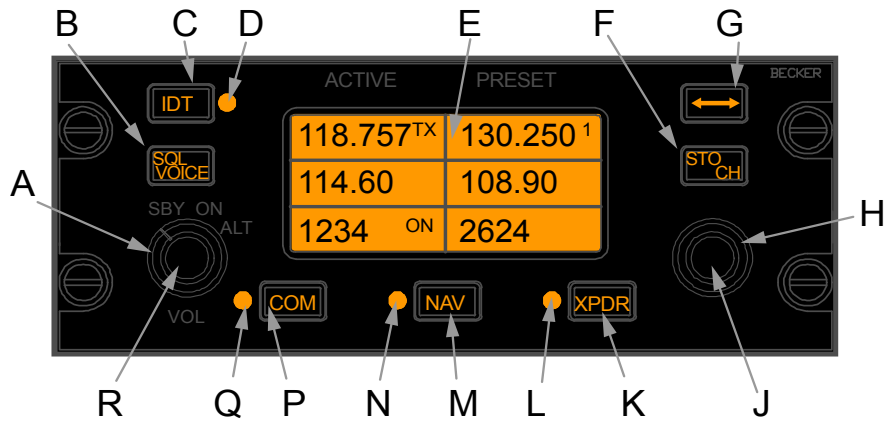 B C D E F G
ACTIVE PRESET BECKER
IDT
118.757TX 130.250 1
SQL
VOICE
STO
CH
A
114.60 108.90
SBY ON
ALT
H
1234 ON 2624
COM NAV XPDR
VOL
R Q P N M L K J